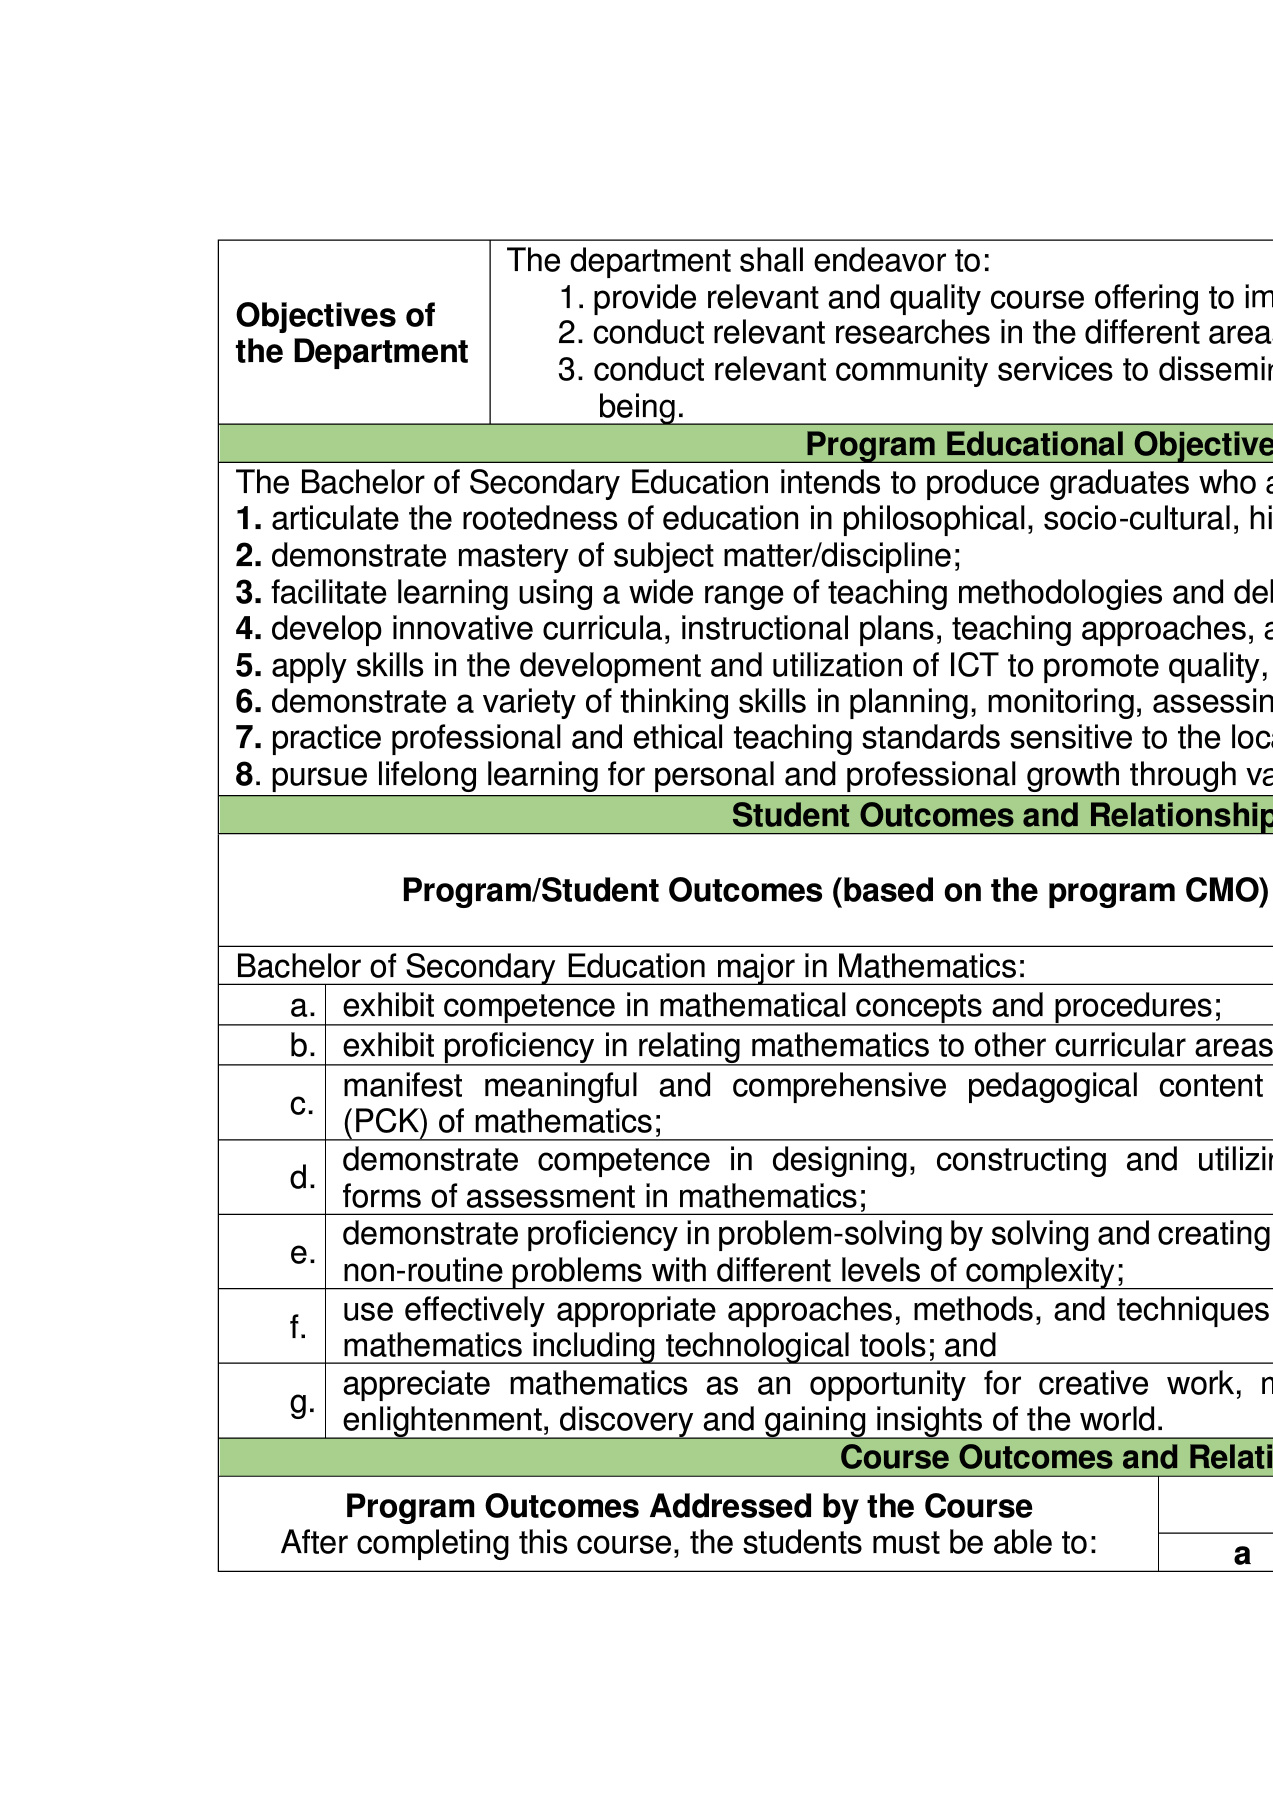 Objectives of
the Department
The department shall endeavor to:
1. provide relevant and quality course offering to
2. conduct relevant researches in the different
3. conduct relevant community services to
being.
Program Educational
The Bachelor of Secondary Education intends to produce graduates who
1. articulate the rootedness of education in philosophical, socio-cultural,
2. demonstrate mastery of subject matter/discipline;
3. facilitate learning using a wide range of teaching methodologies and
4. develop innovative curricula, instructional plans, teaching approaches,
5. apply skills in the development and utilization of ICT to promote quality,
6. demonstrate a variety of thinking skills in planning, monitoring,
7. practice professional and ethical teaching standards sensitive to the
8. pursue lifelong learning for personal and professional growth through
Student Outcomes and Relationship
Program/Student Outcomes (based on the program CMO)
Bachelor of Secondary Education major in Mathematics:
a. exhibit competence in mathematical concepts and procedures;
b. exhibit proficiency in relating mathematics to other curricular areas
c. manifest meaningful and comprehensive pedagogical content
(PCK) of mathematics;
d. demonstrate competence in designing, constructing and
forms of assessment in mathematics;
e. demonstrate proficiency in problem-solving by solving and creating
non-routine problems with different levels of complexity;
f. use effectively appropriate approaches, methods, and techniques
mathematics including technological tools; and
g. appreciate mathematics as an opportunity for creative work,
enlightenment, discovery and gaining insights of the world.
Course Outcomes and
Program Outcomes Addressed by the Course
After completing this course, the students must be able to:
a